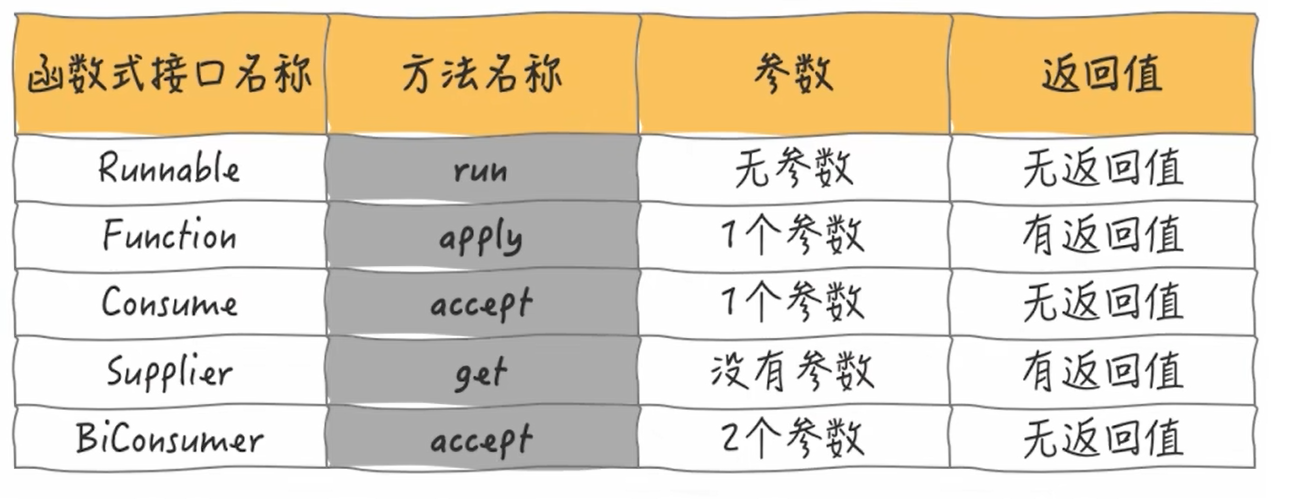 函数式接口名称 方法名称 参数 返回值
Runnable run 无参数 无返回值
Function apply 1个参数 有返回值
Consume accept 1个参数 无返回值
Supplier get 没有参数 有返回值
BiConsumer accept 2个参数 无返回值